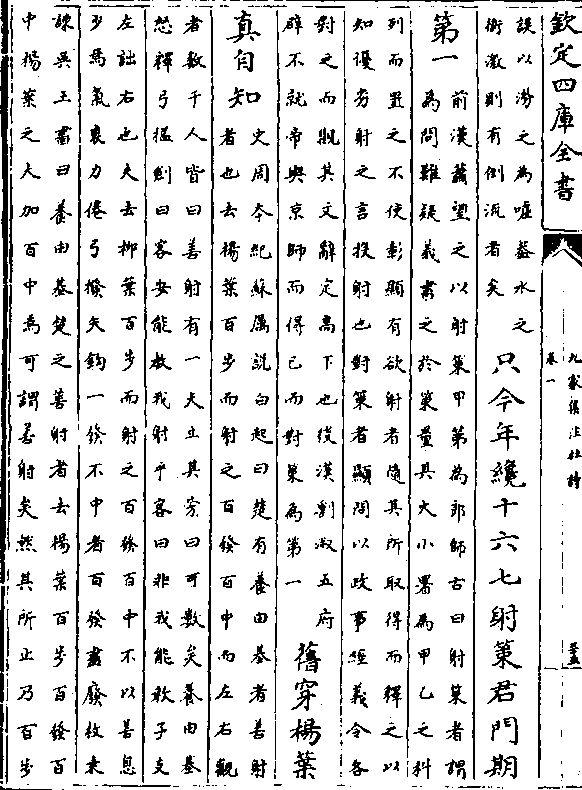 欽定四庫全書
九家集注杜詩
卷一
誤以湯之為嘘蓋水之
衝激則有倒流者矣
只今年纔十六七射策君門期
第一
前漢蕭望之以射策甲第為郎師古曰射策者謂
為問難疑義書之於策量其大小署為甲乙之科
列而置之不使彰顯有欲射者隨其所取得而釋之以
知優劣射之言投射也對策者顯問以政事經義令各
對之而觀其文辭定高下也後漢劉淑五府
辟不就帝與京師而得已而對策為第一
舊穿楊葉
真自知
史周本紀蘇厲說白起曰楚有養由基者善射
者也去楊葉百步而射之百發百中而左右觀
者數千人皆曰善射有一夫立其旁曰可教矣養由基
怒釋弓搤劍曰客安能教我射乎客曰非我能教子支
左詘右也夫去柳葉百步而射之百發百中不以善息
少焉氣衰力倦弓撥矢鉤一發不中者百發盡廢枚乘
諫吳王書曰養由基楚之善射者去楊葉百步百發百
中楊葉之大加百中焉可謂善射矣然其所止乃百步